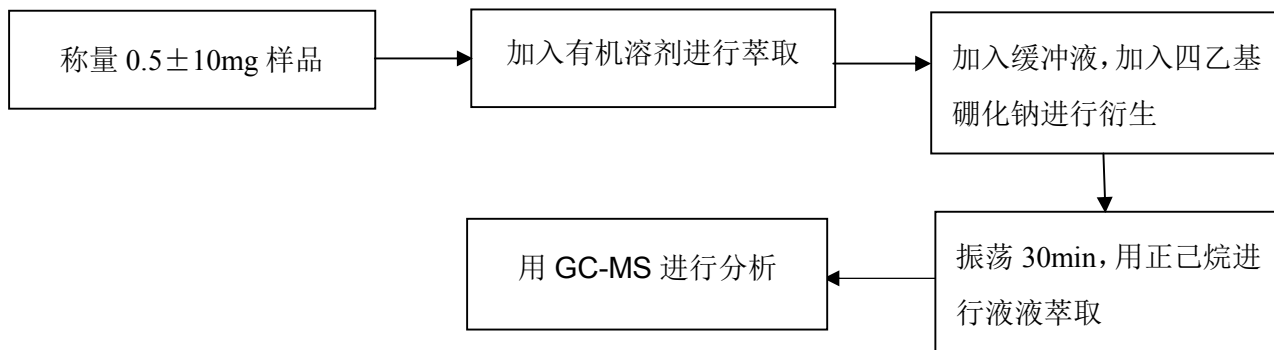 称量 0.5±10mg 样品
加入有机溶剂进行萃取
加入缓冲液，加入四乙基
硼化钠进行衍生
振荡 30min，用正己烷进
行液液萃取
用 GC-MS 进行分析